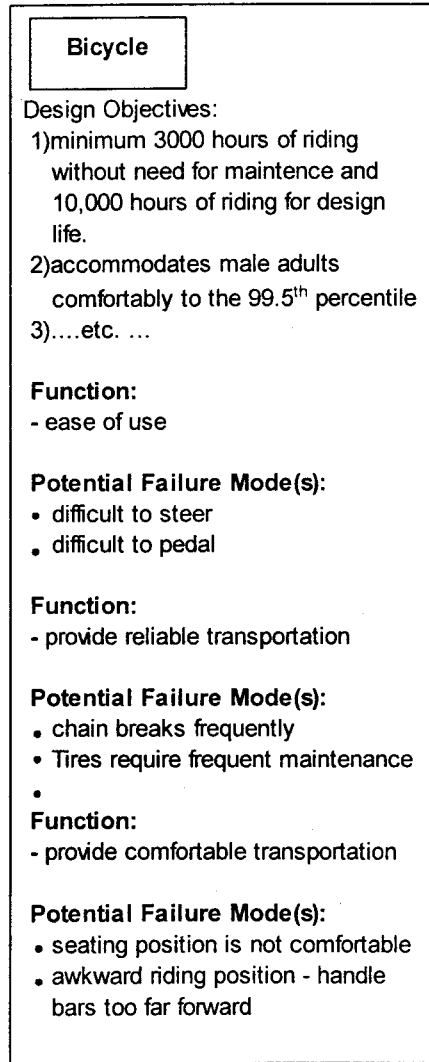 Bicycle
Design Objectives:
1)minimum 3000 hours of riding
without need for maintence and
10,000 hours of riding for design
life.
2)accommodates male adults
comfortably to the 99.5th percentile
3)....etc. ...
Function:
- ease of use
Potential Failure Mode(s):
• difficult to steer
• difficult to pedal
Function:
- provide reliable transportation
Potential Failure Mode(s):
• chain breaks frequently
• Tires require frequent maintenance
•
Function:
- provide comfortable transportation
Potential Failure Mode(s):
• seating position is not comfortable
• awkward riding position - handle
bars too far forward